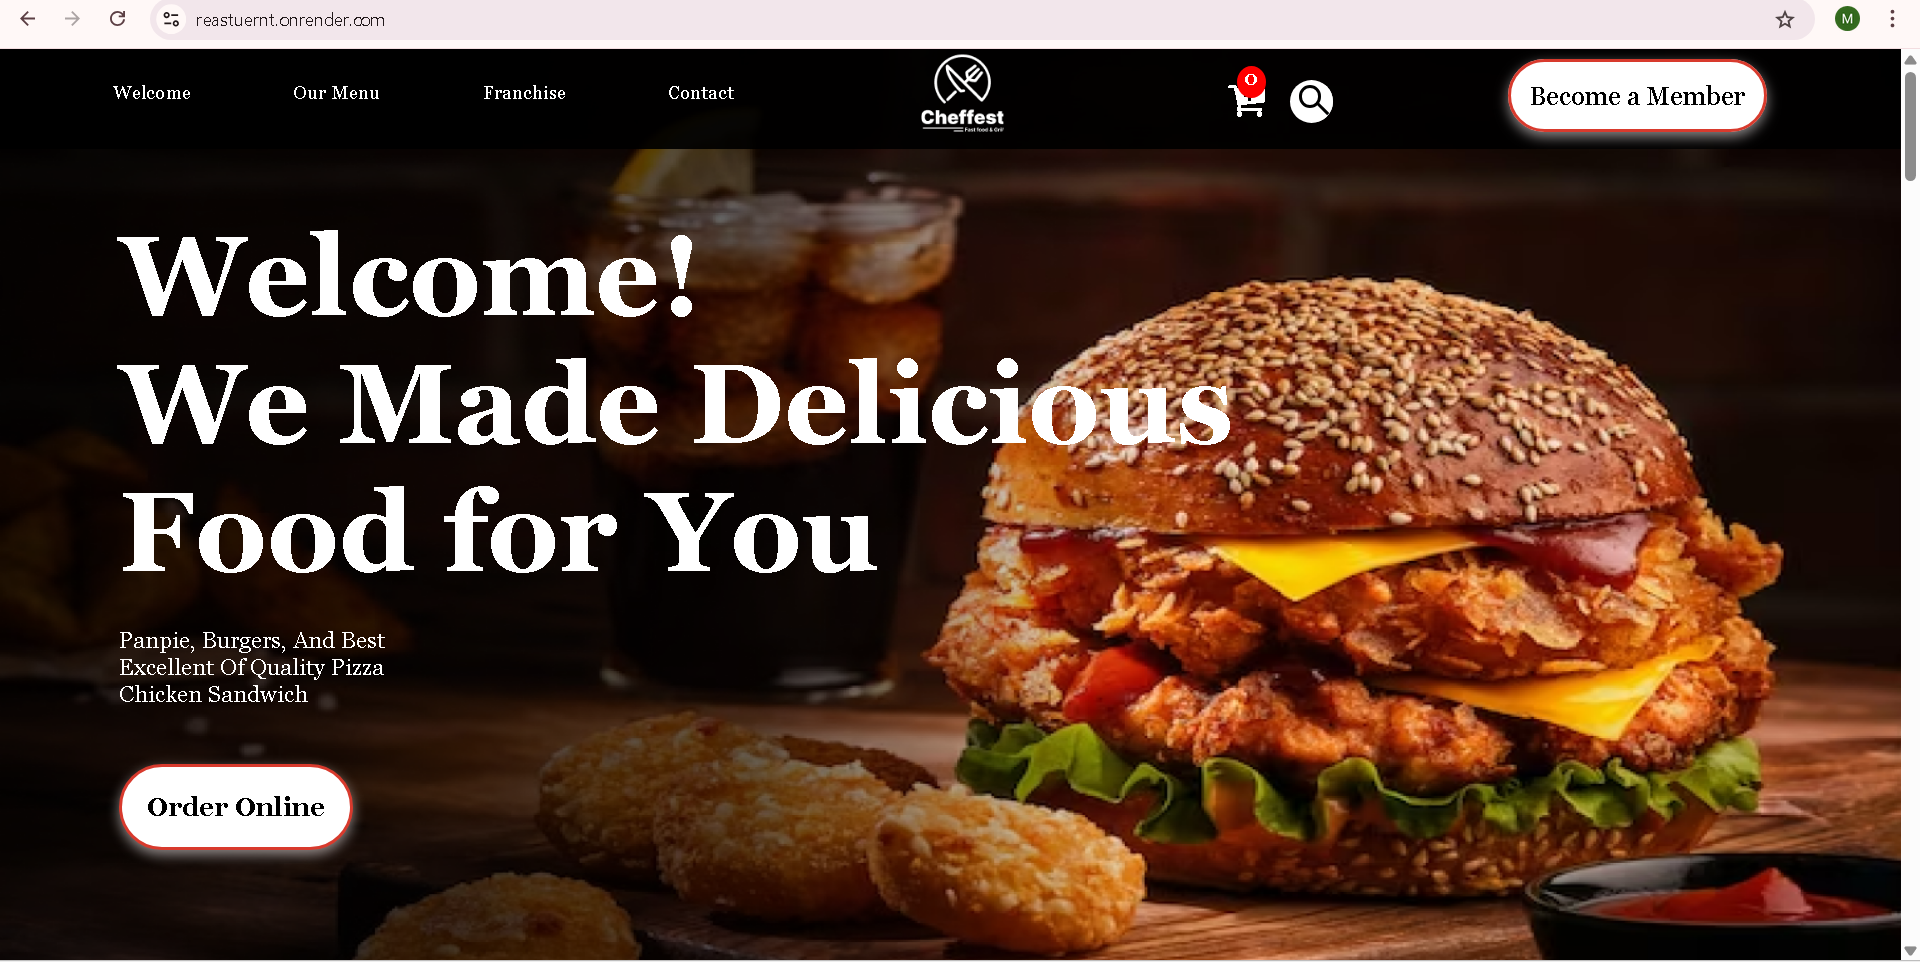 reastuernt.onrender.com
M
Welcome
Our Menu
Franchise
Contact
Cheffest
Fast food & Grill
0
Become a Member
Welcome!
We Made Delicious
Food for You
Panpie, Burgers, And Best
Excellent Of Quality Pizza
Chicken Sandwich
Order Online